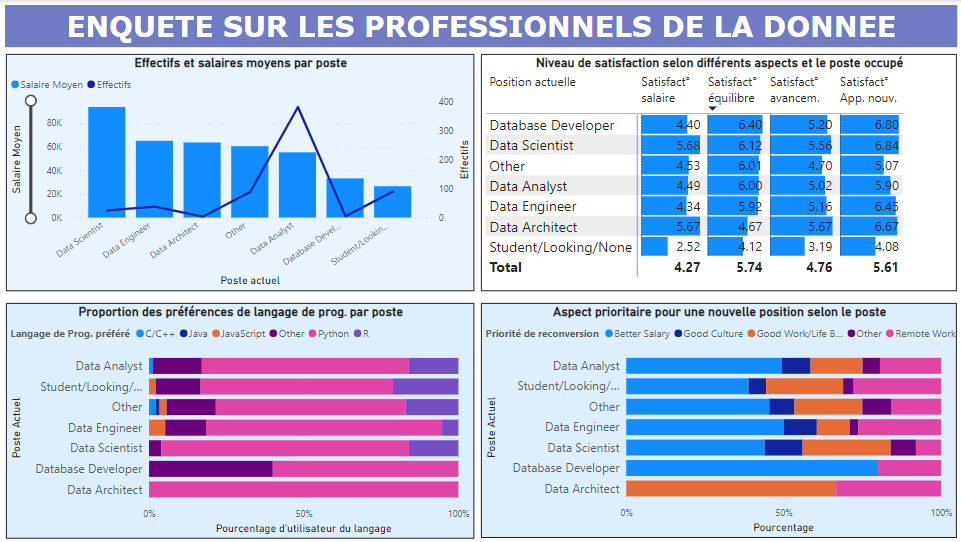 ENQUETE SUR LES PROFESSIONNELS DE LA DONNEE
Effectifs et salaires moyens par poste
Salaire Moyen Effectifs
Salaire Moyen
80K
60K
40K
20K
0K
400
300
200
100
0
Effectifs
Data Scientist
Data Engineer
Data Architect
Other
Data Analyst
Database Devel...
Student/Lookin...
Poste actuel
Niveau de satisfaction selon différents aspects et le poste occupé
Position actuelle Satisfact° salaire Satisfact° équilibre Satisfact° avancem. Satisfact° App. nouv.
Database Developer 4.40 6.40 5.20 6.80
Data Scientist 5.68 6.12 5.56 6.84
Other 4.53 6.01 4.70 5.07
Data Analyst 4.49 6.00 5.02 5.90
Data Engineer 4.34 5.92 5.16 6.45
Data Architect 5.67 4.67 5.67 6.67
Student/Looking/None 2.52 4.12 3.19 4.08
Total 4.27 5.74 4.76 5.61
Proportion des préférences de langage de prog. par poste
Langage de Prog. préféré C/C++ Java JavaScript Other Python R
Poste Actuel
Data Analyst
Student/Looking/...
Other
Data Engineer
Data Scientist
Database Developer
Data Architect
0% 50% 100%
Pourcentage d'utilisateur du langage
Aspect prioritaire pour une nouvelle position selon le poste
Priorité de reconversion Better Salary Good Culture Good Work/Life B... Other Remote Work
Poste Actuel
Data Analyst
Student/Looking/...
Other
Data Engineer
Data Scientist
Database Developer
Data Architect
0% 50% 100%
Pourcentage